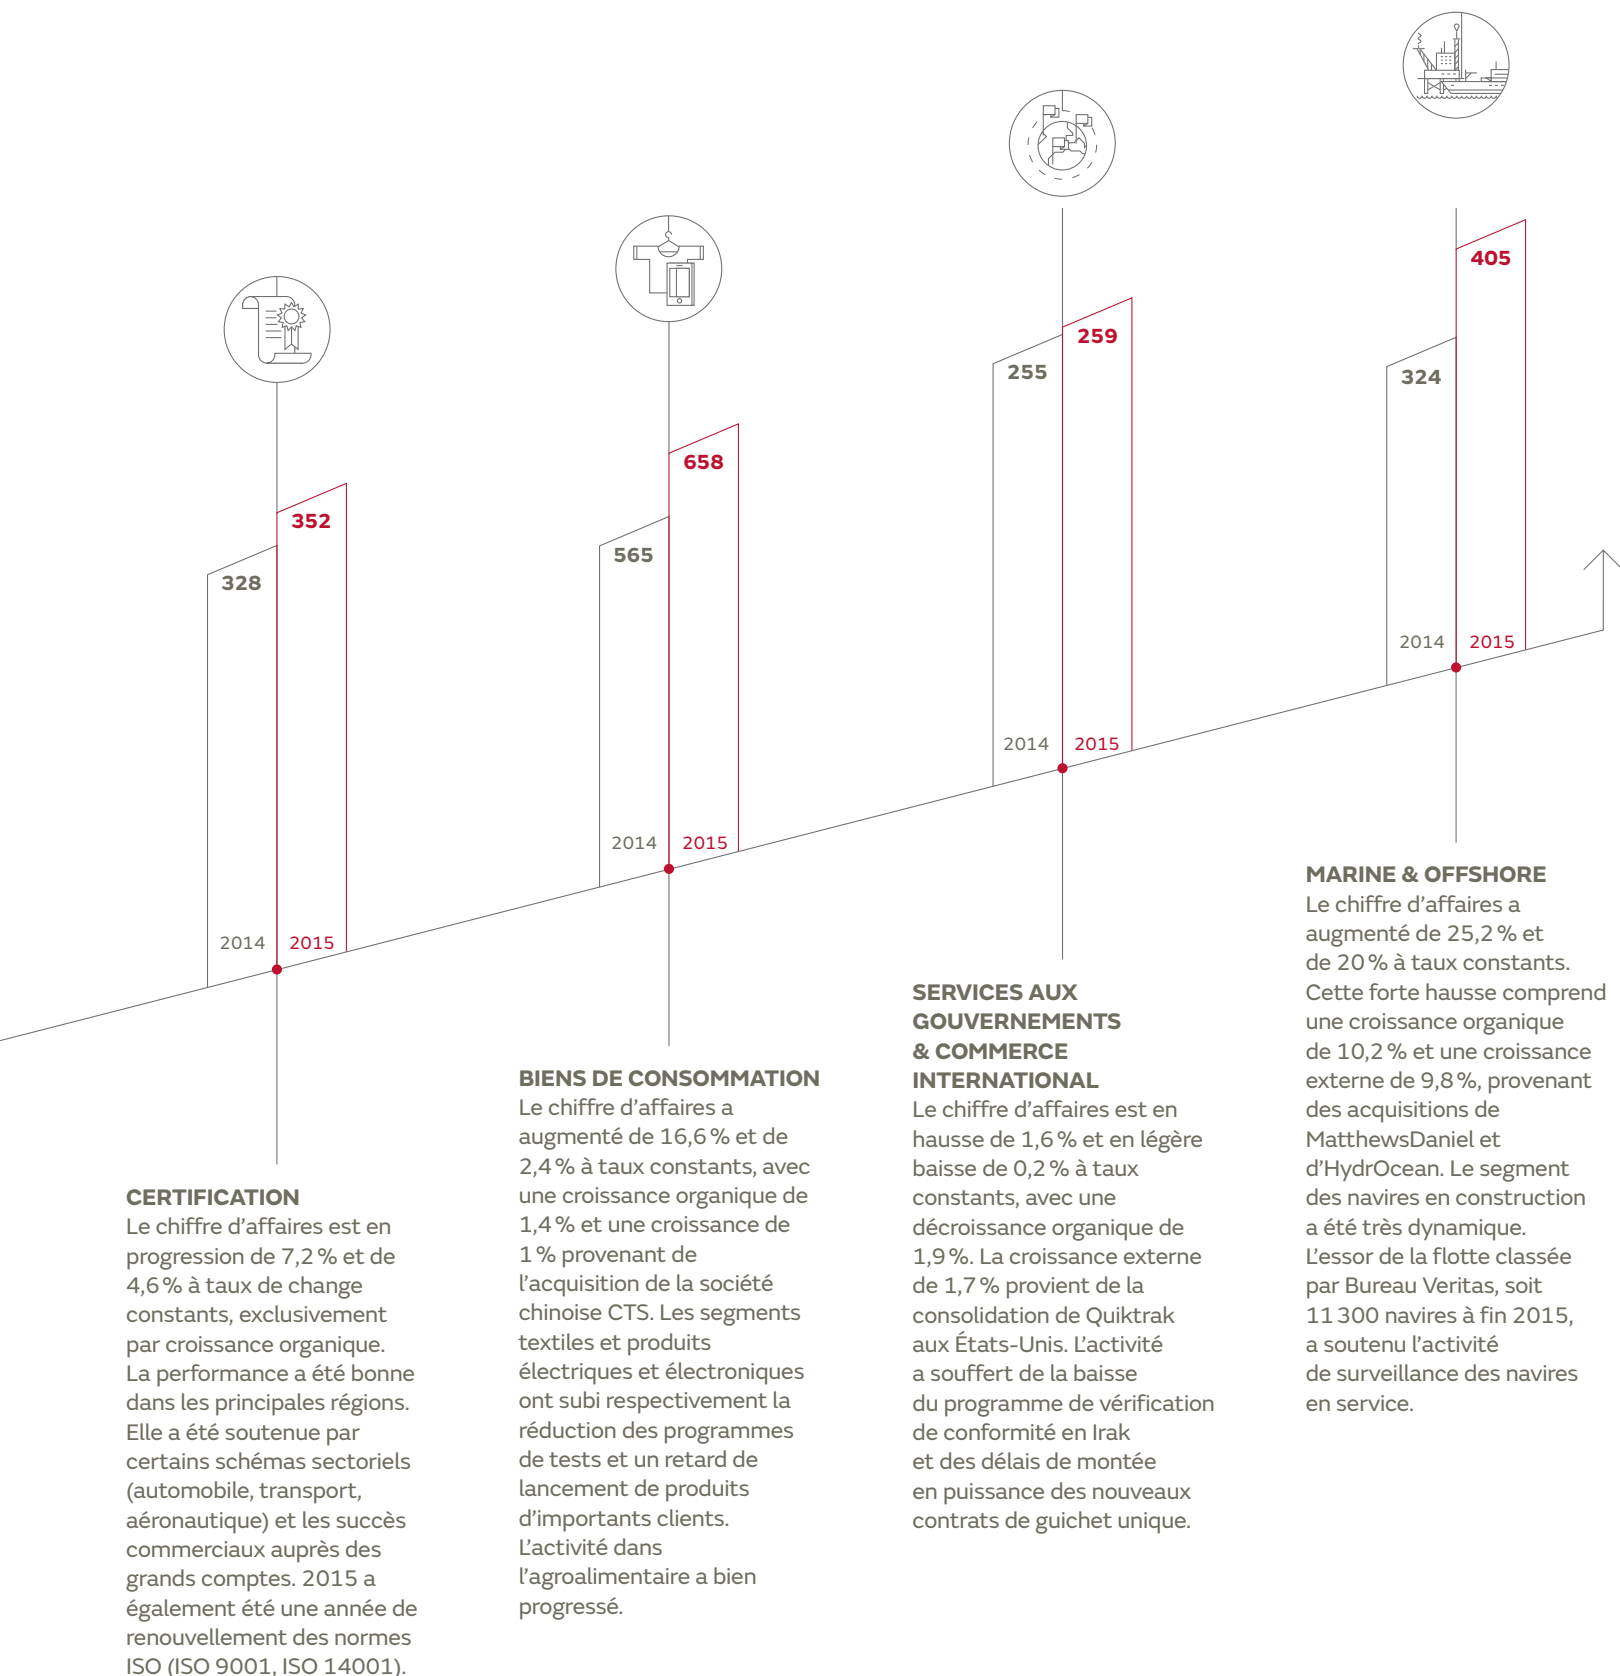 328
352
2014
2015
CERTIFICATION
Le chiffre d’affaires est en
progression de 7,2 % et de
4,6 % à taux de change
constants, exclusivement
par croissance organique.
La performance a été bonne
dans les principales régions.
Elle a été soutenue par
certains schémas sectoriels
(automobile, transport,
aéronautique) et les succès
commerciaux auprès des
grands comptes. 2015 a
également été une année de
renouvellement des normes
ISO (ISO 9001, ISO 14001).
565
658
2014
2015
BIENS DE CONSOMMATION
Le chiffre d’affaires a
augmenté de 16,6 % et de
2,4 % à taux constants, avec
une croissance organique de
1,4 % et une croissance de
1 % provenant de
l’acquisition de la société
chinoise CTS. Les segments
textiles et produits
électriques et électroniques
ont subi respectivement la
réduction des programmes
de tests et un retard de
lancement de produits
d’importants clients.
L’activité dans
l’agroalimentaire a bien
progressé.
255
259
2014
2015
SERVICES AUX
GOUVERNEMENTS
& COMMERCE
INTERNATIONAL
Le chiffre d’affaires est en
hausse de 1,6 % et en légère
baisse de 0,2 % à taux
constants, avec une
décroissance organique de
1,9 %. La croissance externe
de 1,7 % provient de la
consolidation de Quiktrak
aux États-Unis. L’activité
a souffert de la baisse
du programme de vérification
de conformité en Irak
et des délais de montée
en puissance des nouveaux
contrats de guichet unique.
324
405
2014
2015
MARINE & OFFSHORE
Le chiffre d’affaires a
augmenté de 25,2 % et
de 20 % à taux constants.
Cette forte hausse comprend
une croissance organique
de 10,2 % et une croissance
externe de 9,8 %, provenant
des acquisitions de
MatthewsDaniel et
d’HydrOcean. Le segment
des navires en construction
a été très dynamique.
L’essor de la flotte classée
par Bureau Veritas, soit
11 300 navires à fin 2015,
a soutenu l’activité
de surveillance des navires
en service.